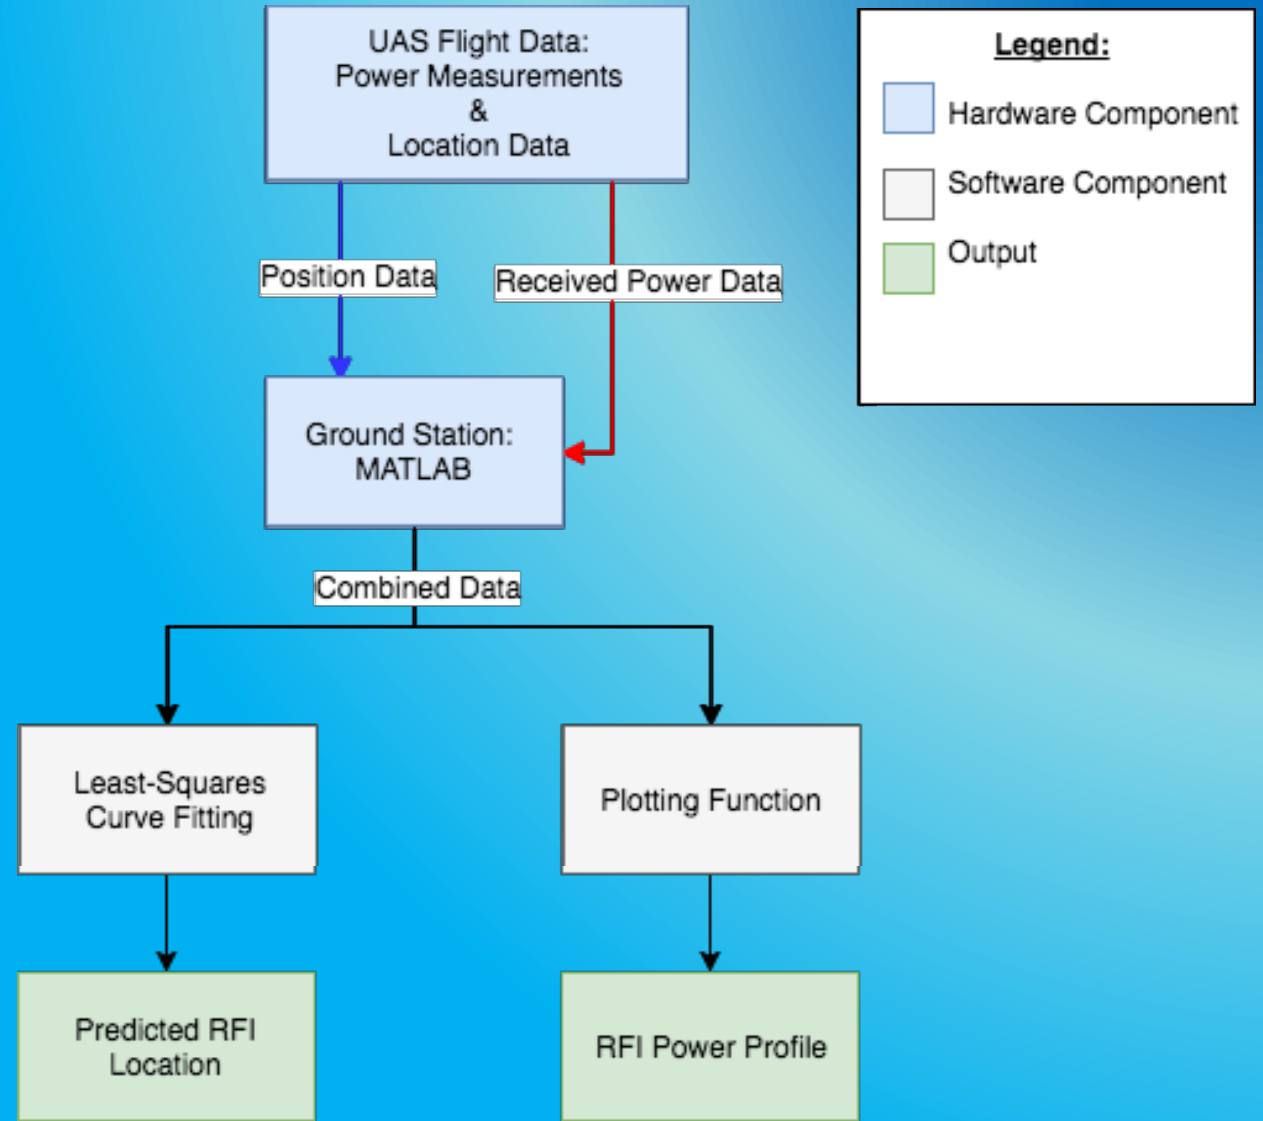 UAS Flight Data:
Power Measurements
&
Location Data
Legend:
Hardware Component
Software Component
Output
Position Data
Received Power Data
Ground Station:
MATLAB
Combined Data
Least-Squares
Curve Fitting
Plotting Function
Predicted RFI
Location
RFI Power Profile